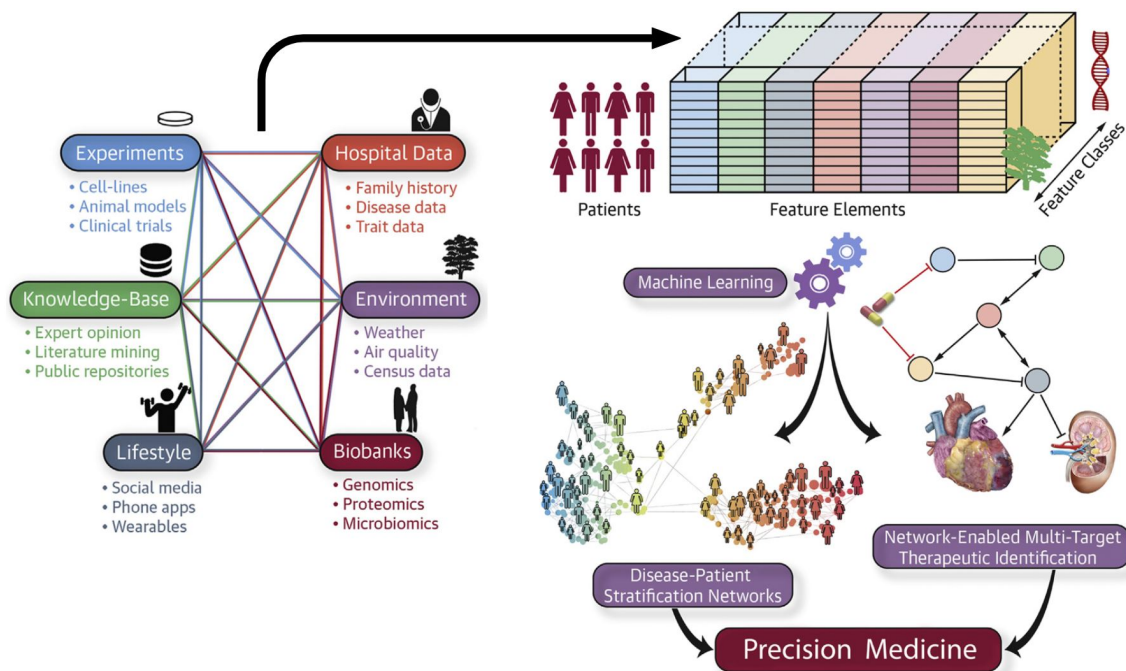 Experiments
• Cell-lines
• Animal models
• Clinical trials
Hospital Data
• Family history
• Disease data
• Trait data
Knowledge-Base
• Expert opinion
• Literature mining
• Public repositories
Environment
• Weather
• Air quality
• Census data
Lifestyle
• Social media
• Phone apps
• Wearables
Biobanks
• Genomics
• Proteomics
• Microbiomics
Patients
Feature Elements
Feature Classes
Machine Learning
Disease-Patient
Stratification Networks
Network-Enabled Multi-Target
Therapeutic Identification
Precision Medicine